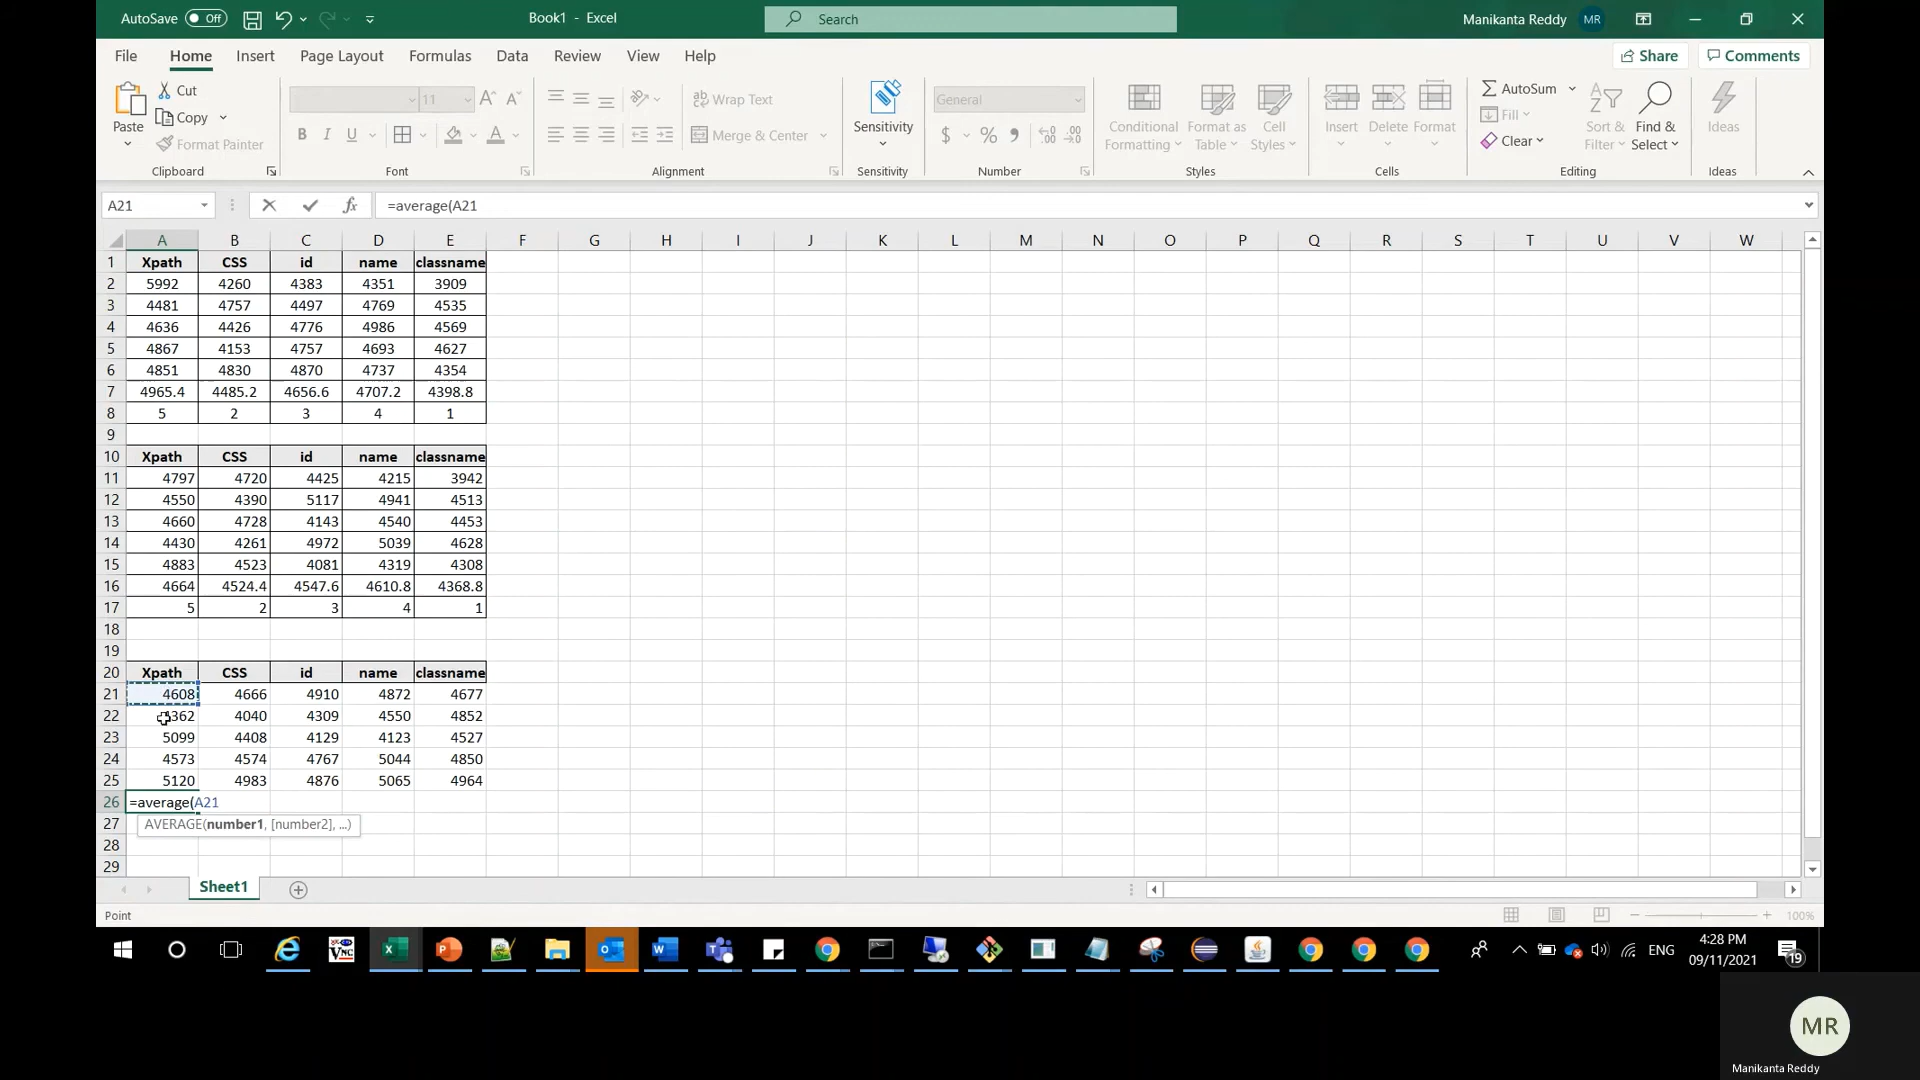 AutoSave Off Book1 - Excel Search Manikanta Reddy MR
File Home Insert Page Layout Formulas Data Review View Help Share Comments
Paste Cut Copy Format Painter Clipboard
11 B I U Font
Wrap Text Merge & Center Alignment
Sensitivity Sensitivity
General $ % Number
Conditional Formatting Format as Table Cell Styles Styles
Insert Delete Format Cells
AutoSum Fill Clear Sort & Filter Find & Select Editing
Ideas Ideas
A21 fx =average(A21
A B C D E F G H I J K L M N O P Q R S T U V W
1 Xpath CSS id name classname
2 5992 4260 4383 4351 3909
3 4481 4757 4497 4769 4535
4 4636 4426 4776 4986 4569
5 4867 4153 4757 4693 4627
6 4851 4830 4870 4737 4354
7 4965.4 4485.2 4656.6 4707.2 4398.8
8 5 2 3 4 1
9
10 Xpath CSS id name classname
11 4797 4720 4425 4215 3942
12 4550 4390 5117 4941 4513
13 4660 4728 4143 4540 4453
14 4430 4261 4972 5039 4628
15 4883 4523 4081 4319 4308
16 4664 4524.4 4547.6 4610.8 4368.8
17 5 2 3 4 1
18
19
20 Xpath CSS id name classname
21 4608 4666 4910 4872 4677
22 4040 4309 4550 4852
23 5099 4408 4129 4123 4527
24 4573 4574 4767 5044 4850
25 5120 4983 4876 5065 4964
26 =average(A21
27 AVERAGE(number1, [number2], ...)
28
29
Sheet1
Point 100%
ENG 4:28 PM
09/11/2021 19
MR
Manikanta Reddy